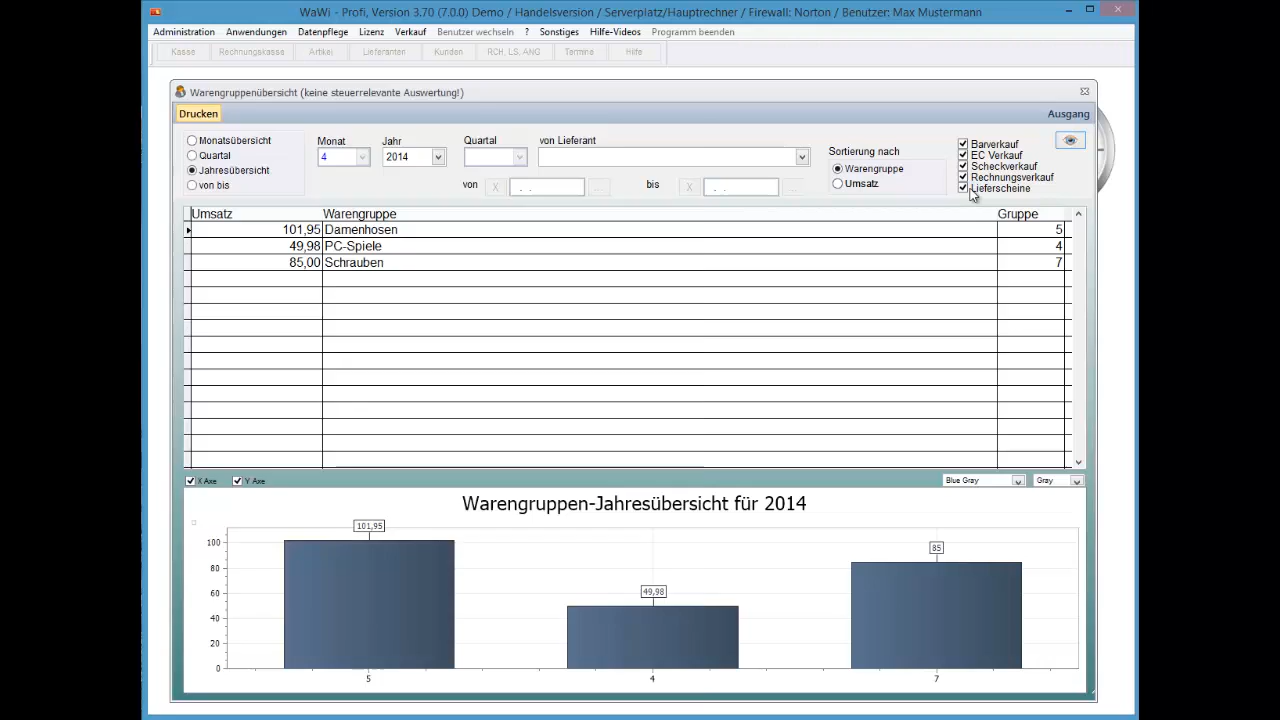 WaWi - Profi, Version 3.70 (7.0.0) Demo / Handelsversion / Serverplatz/Hauptrechner / Firewall: Norton / Benutzer: Max Mustermann
Administration Anwendungen Datenpflege Lizenz Verkauf Benutzer wechseln ? Sonstiges Hilfe-Videos Programm beenden
Kasse Rechnungskasse Artikel Lieferanten Kunden RCH, LS, ANG Termine Hilfe
Warengruppenübersicht (keine steuerrelevante Auswertung!)
Drucken Ausgang
Monatsübersicht
Quartal
Jahresübersicht
von bis
Monat Jahr Quartal von Lieferant
4 2014
von X . . ... bis X . . ...
Sortierung nach
Warengruppe
Umsatz
Barverkauf
EC Verkauf
Scheckverkauf
Rechnungsverkauf
Lieferscheine
Umsatz Warengruppe Gruppe
101,95 Damenhosen 5
49,98 PC-Spiele 4
85,00 Schrauben 7
X Axe Y Axe Blue Gray Gray
Warengruppen-Jahresübersicht für 2014
101,95
85
49,98
100
80
60
40
20
0
5 4 7